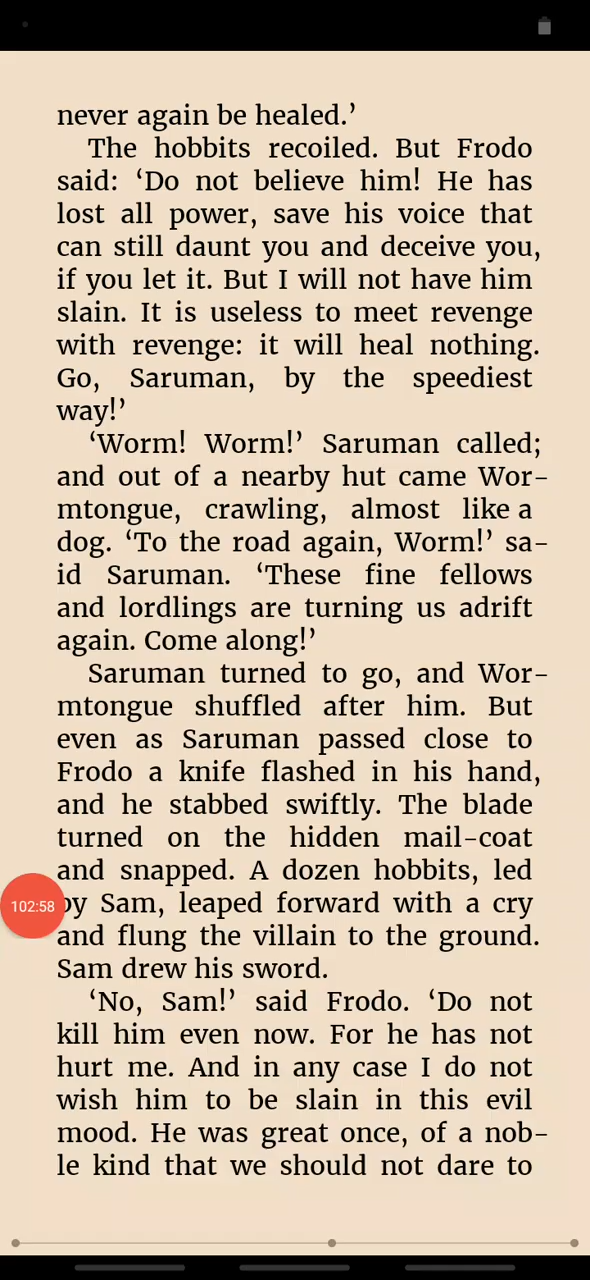 never again be healed.’
The hobbits recoiled. But Frodo
said: ‘Do not believe him! He has
lost all power, save his voice that
can still daunt you and deceive you,
if you let it. But I will not have him
slain. It is useless to meet revenge
with revenge: it will heal nothing.
Go, Saruman, by the speediest
way!’
‘Worm! Worm!’ Saruman called;
and out of a nearby hut came Wor-
mtongue, crawling, almost like a
dog. ‘To the road again, Worm!’ sa-
id Saruman. ‘These fine fellows
and lordlings are turning us adrift
again. Come along!’
Saruman turned to go, and Wor-
mtongue shuffled after him. But
even as Saruman passed close to
Frodo a knife flashed in his hand,
and he stabbed swiftly. The blade
turned on the hidden mail-coat
and snapped. A dozen hobbits, led
102:58
by Sam, leaped forward with a cry
and flung the villain to the ground.
Sam drew his sword.
‘No, Sam!’ said Frodo. ‘Do not
kill him even now. For he has not
hurt me. And in any case I do not
wish him to be slain in this evil
mood. He was great once, of a nob-
le kind that we should not dare to